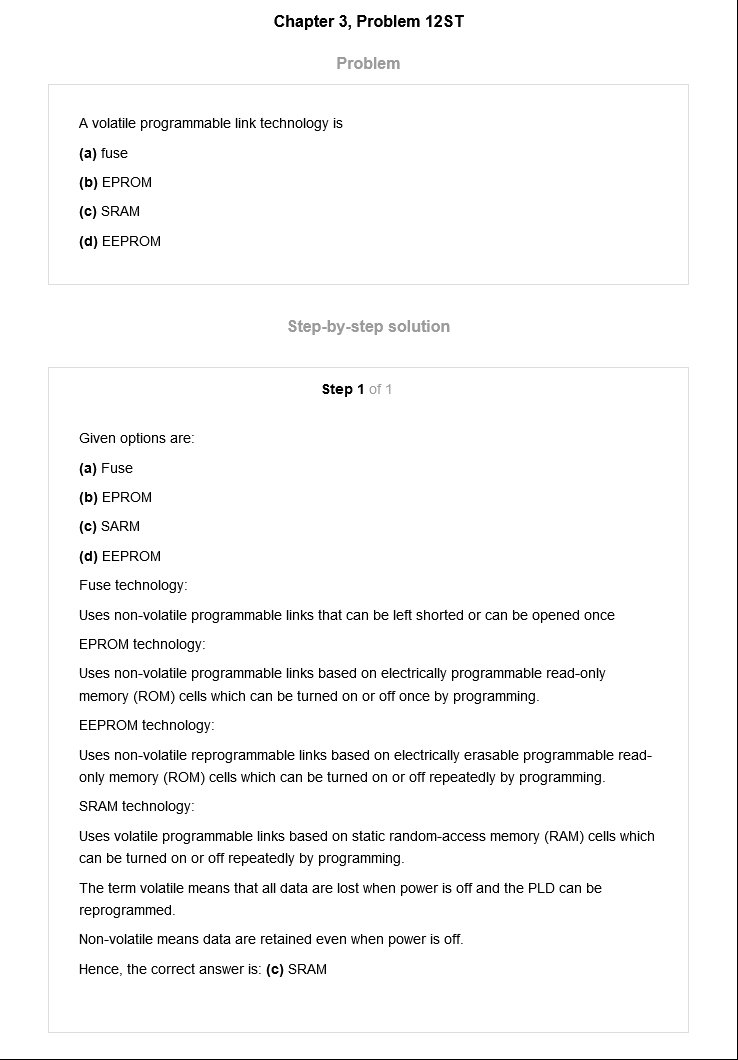 Chapter 3, Problem 12ST
Problem
A volatile programmable link technology is
(a) fuse
(b) EPROM
(c) SRAM
(d) EEPROM
Step-by-step solution
Step 1 of 1
Given options are:
(a) Fuse
(b) EPROM
(c) SARM
(d) EEPROM
Fuse technology:
Uses non-volatile programmable links that can be left shorted or can be opened once
EPROM technology:
Uses non-volatile programmable links based on electrically programmable read-only
memory (ROM) cells which can be turned on or off once by programming.
EEPROM technology:
Uses non-volatile reprogrammable links based on electrically erasable programmable read-
only memory (ROM) cells which can be turned on or off repeatedly by programming.
SRAM technology:
Uses volatile programmable links based on static random-access memory (RAM) cells which
can be turned on or off repeatedly by programming.
The term volatile means that all data are lost when power is off and the PLD can be
reprogrammed.
Non-volatile means data are retained even when power is off.
Hence, the correct answer is: (c) SRAM